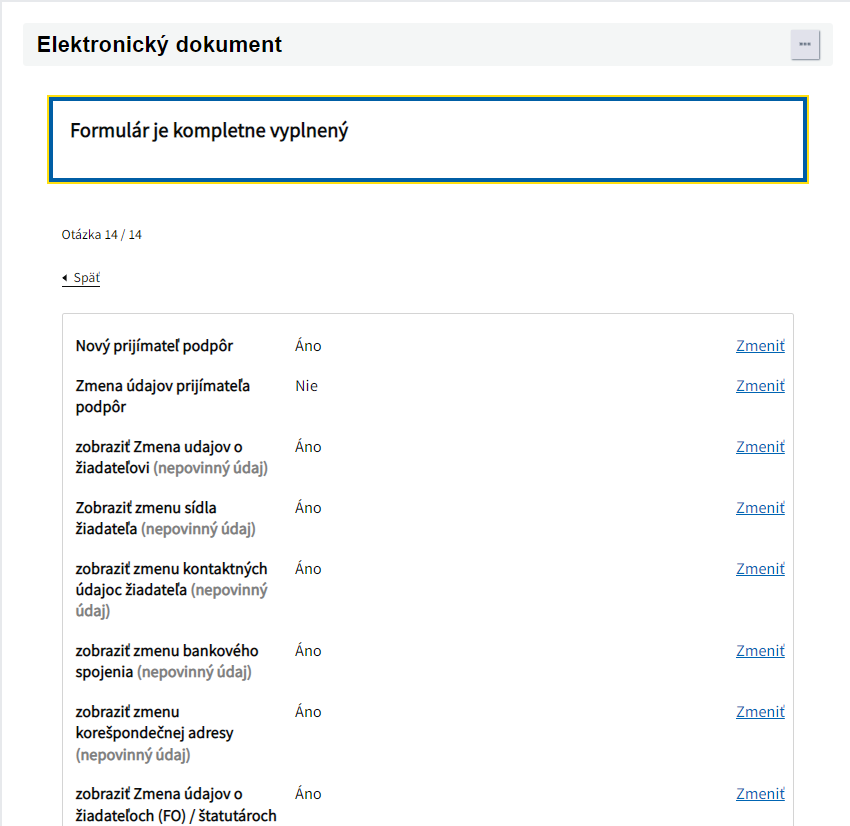 Elektronický dokument
Formulár je kompletne vyplnený
Otázka 14 / 14
Späť
Nový prijímateľ podpôr Áno Zmeniť
Zmena údajov prijímateľa Nie Zmeniť
podpôr
zobraziť Zmena udajov o Áno Zmeniť
žiadateľovi (nepovinný údaj)
Zobraziť zmenu sídla Áno Zmeniť
žiadateľa (nepovinný údaj)
zobraziť zmenu kontaktných Áno Zmeniť
údajoc žiadateľa (nepovinný
údaj)
zobraziť zmenu bankového Áno Zmeniť
spojenia (nepovinný údaj)
zobraziť zmenu Áno Zmeniť
korešpondečnej adresy
(nepovinný údaj)
zobraziť Zmena údajov o Áno Zmeniť
žiadateľoch (FO) / štatutároch